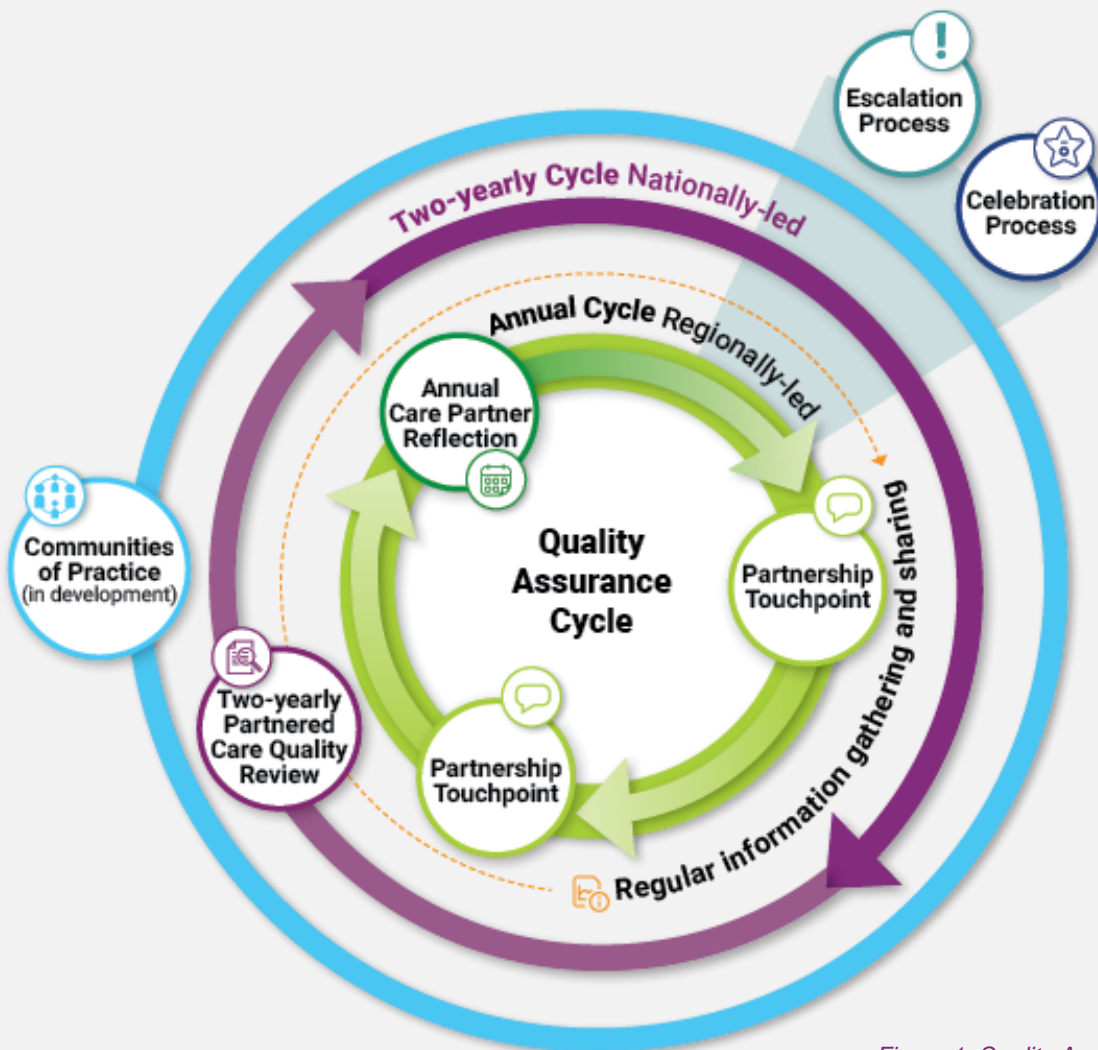 !
Escalation
Process
Celebration
Process
Two-yearly Cycle Nationally-led
Annual Cycle Regionally-led
Annual
Care Partner
Reflection
Quality
Assurance
Cycle
Partnership
Touchpoint
Communities
of Practice
(in development)
Two-yearly
Partnered
Care Quality
Review
Partnership
Touchpoint
Regular information gathering and sharing